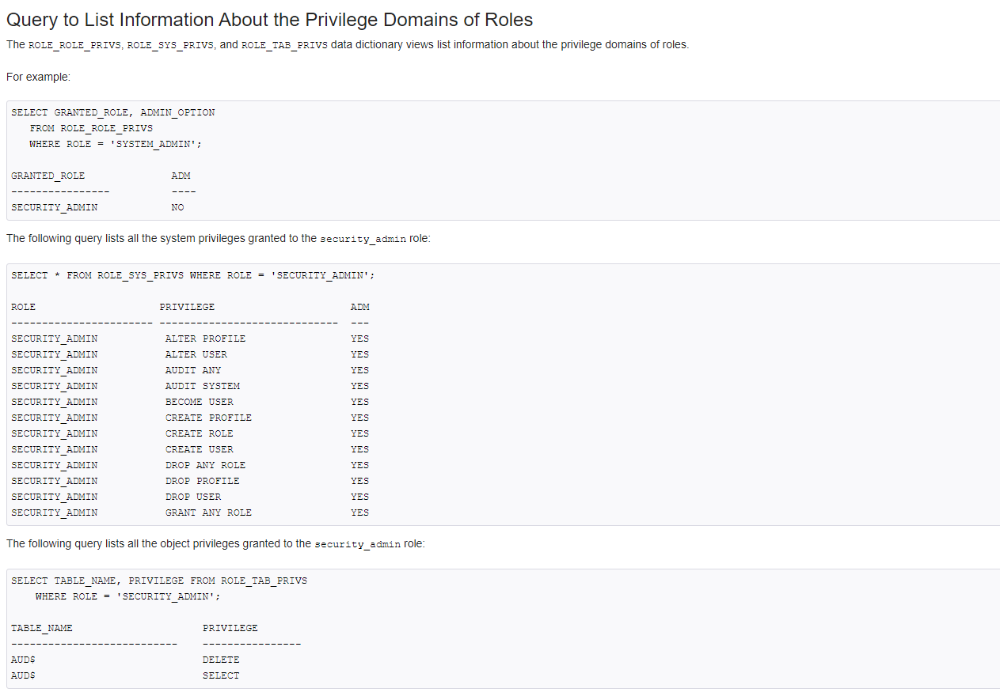 Query to List Information About the Privilege Domains of Roles
The ROLE_ROLE_PRIVS, ROLE_SYS_PRIVS, and ROLE_TAB_PRIVS data dictionary views list information about the privilege domains of roles.
For example:
SELECT GRANTED_ROLE, ADMIN_OPTION
   FROM ROLE_ROLE_PRIVS
   WHERE ROLE = 'SYSTEM_ADMIN';
GRANTED_ROLE              ADM
----------------          ----
SECURITY_ADMIN            NO
The following query lists all the system privileges granted to the security_admin role:
SELECT * FROM ROLE_SYS_PRIVS WHERE ROLE = 'SECURITY_ADMIN';
ROLE                    PRIVILEGE                      ADM
----------------------- -----------------------------  ---
SECURITY_ADMIN           ALTER PROFILE                 YES
SECURITY_ADMIN           ALTER USER                    YES
SECURITY_ADMIN           AUDIT ANY                     YES
SECURITY_ADMIN           AUDIT SYSTEM                  YES
SECURITY_ADMIN           BECOME USER                   YES
SECURITY_ADMIN           CREATE PROFILE                YES
SECURITY_ADMIN           CREATE ROLE                   YES
SECURITY_ADMIN           CREATE USER                   YES
SECURITY_ADMIN           DROP ANY ROLE                 YES
SECURITY_ADMIN           DROP PROFILE                  YES
SECURITY_ADMIN           DROP USER                     YES
SECURITY_ADMIN           GRANT ANY ROLE                YES
The following query lists all the object privileges granted to the security_admin role:
SELECT TABLE_NAME, PRIVILEGE FROM ROLE_TAB_PRIVS
    WHERE ROLE = 'SECURITY_ADMIN';
TABLE_NAME                     PRIVILEGE
---------------------------    ----------------
AUD$                           DELETE
AUD$                           SELECT